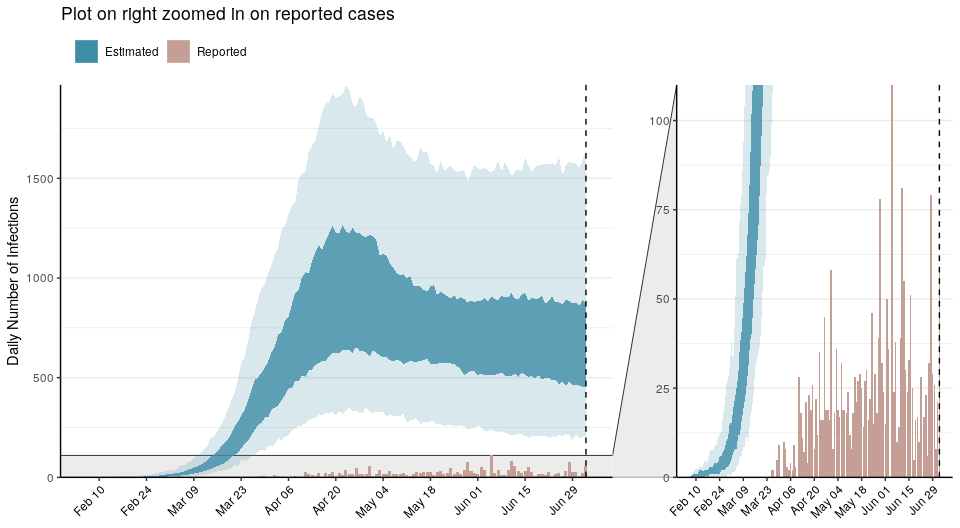 Plot on right zoomed in on reported cases
Estimated Reported
Daily Number of Infections
1500
1000
500
0
Feb 10 Feb 24 Mar 09 Mar 23 Apr 06 Apr 20 May 04 May 18 Jun 01 Jun 15 Jun 29
100
75
50
25
0
Feb 10 Feb 24 Mar 09 Mar 23 Apr 06 Apr 20 May 04 May 18 Jun 01 Jun 15 Jun 29